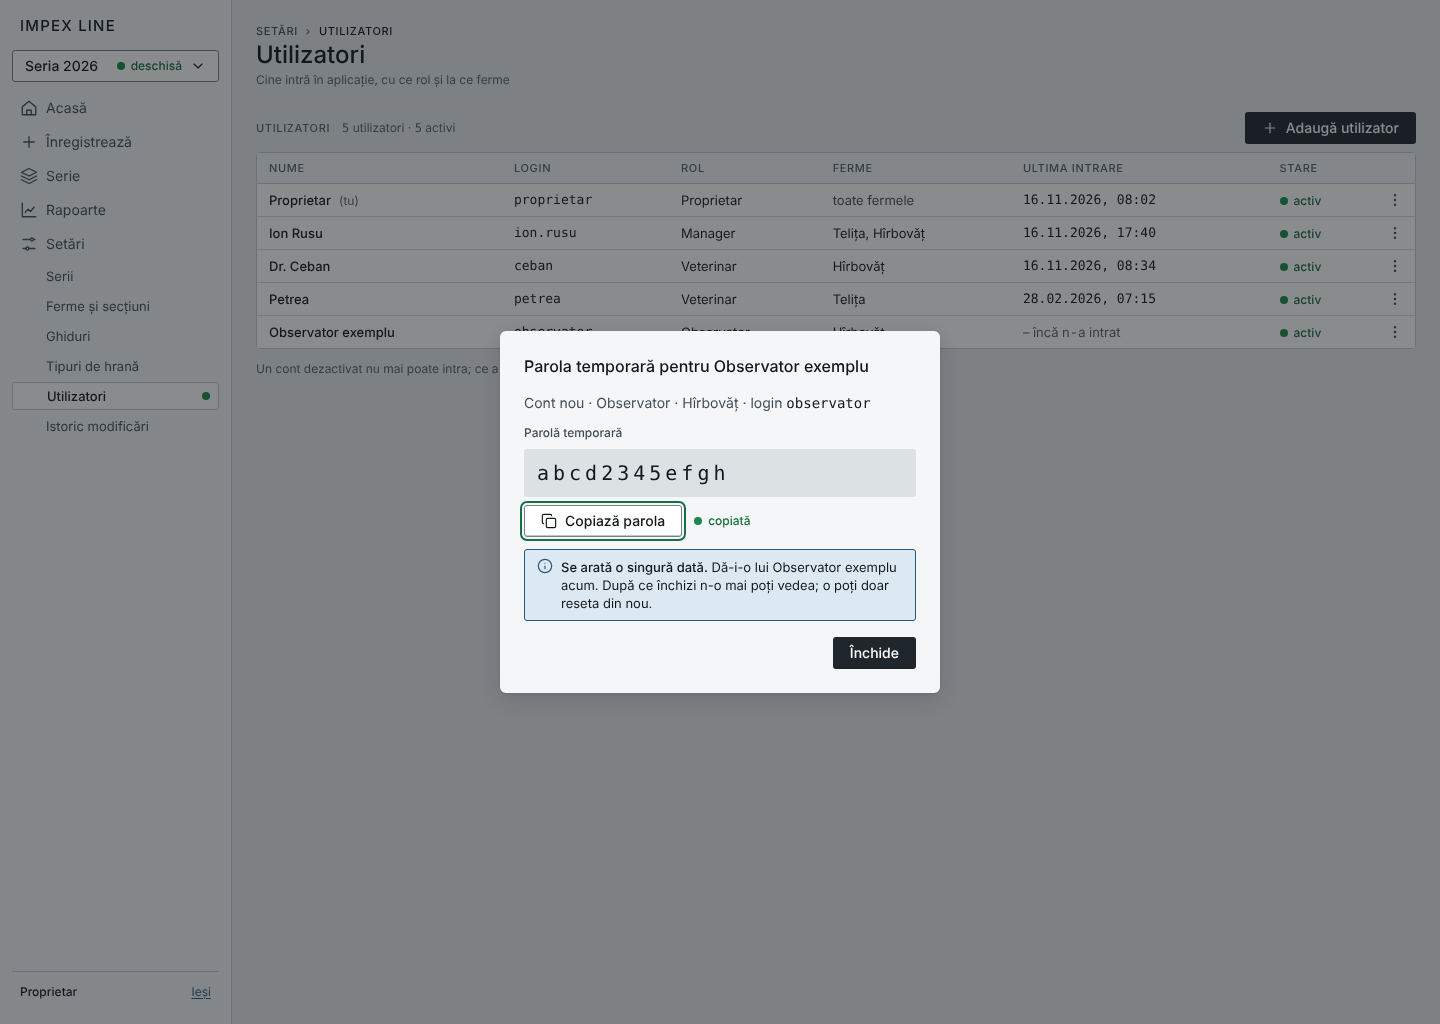 IMPEX LINE
Seria 2026 deschisă
Acasă
Înregistrează
Serie
Rapoarte
Setări
Serii
Ferme și secțiuni
Ghiduri
Tipuri de hrană
Utilizatori
Istoric modificări
Proprietar Ieși
SETĂRI › UTILIZATORI
Utilizatori
Cine intră în aplicație, cu ce rol și la ce ferme
UTILIZATORI 5 utilizatori · 5 activi
Adaugă utilizator
NUME LOGIN ROL FERME ULTIMA INTRARE STARE
Proprietar (tu) proprietar Proprietar toate fermele 16.11.2026, 08:02 activ
Ion Rusu ion.rusu Manager Telița, Hîrbovăț 16.11.2026, 17:40 activ
Dr. Ceban ceban Veterinar Hîrbovăț 16.11.2026, 08:34 activ
Petrea petrea Veterinar Telița 28.02.2026, 07:15 activ
Observator exemplu observator Observator Hîrbovăț – încă n-a intrat activ
Un cont dezactivat nu mai poate intra; ce a
Parola temporară pentru Observator exemplu
Cont nou · Observator · Hîrbovăț · login observator
Parolă temporară
abcd2345efgh
Copiază parola copiată
Se arată o singură dată. Dă-i-o lui Observator exemplu
acum. După ce închizi n-o mai poți vedea; o poți doar
reseta din nou.
Închide